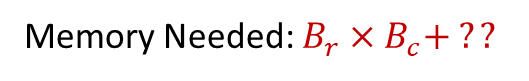 Memory Needed: B_r × B_c + ??